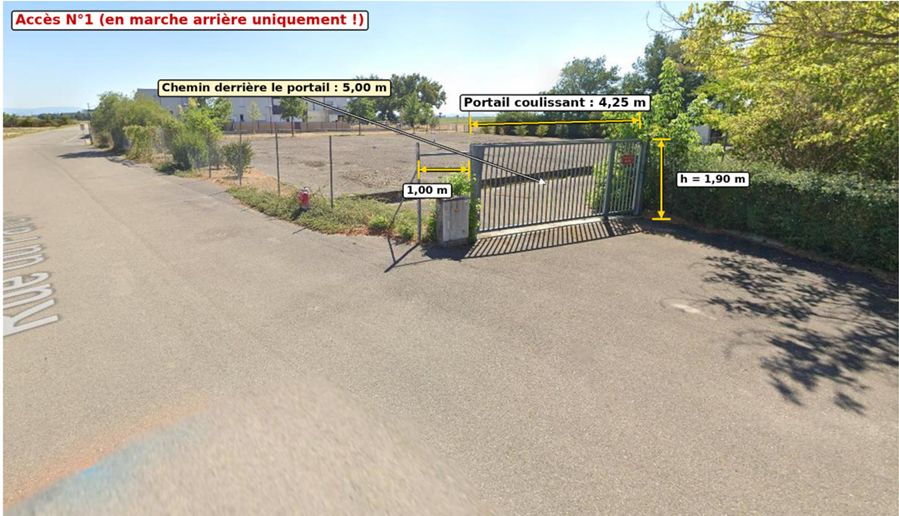 Accès N°1 (en marche arrière uniquement !)
Chemin derrière le portail : 5,00 m
Portail coulissant : 4,25 m
h = 1,90 m
1,00 m